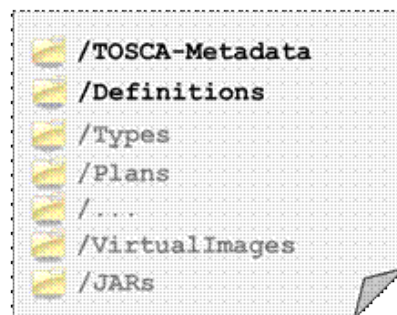 /TOSCA-Metadata
/Definitions
/Types
/Plans
/...
/VirtualImages
/JARs